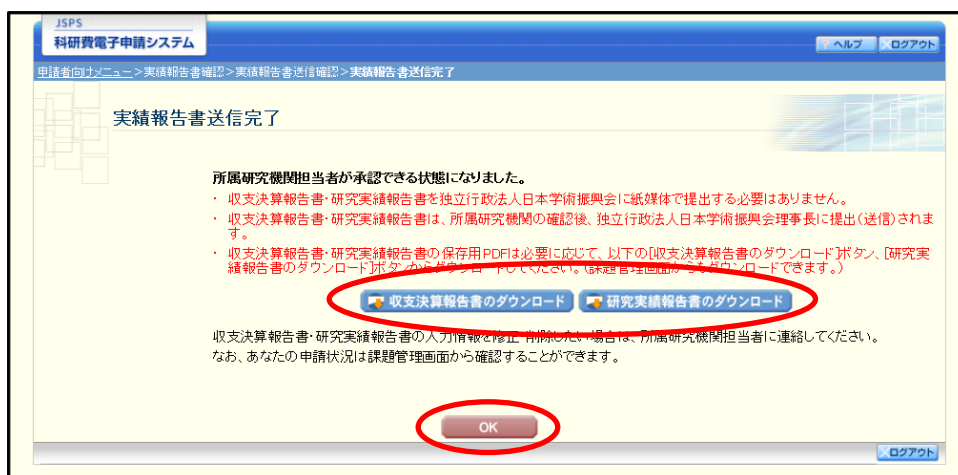 JSPS
科研費電子申請システム
? ヘルプ
×ログアウト
申請者向けメニュー>実績報告書確認>実績報告書送信確認>実績報告書送信完了
実績報告書送信完了
所属研究機関担当者が承認できる状態になりました。
・ 収支決算報告書・研究実績報告書を独立行政法人日本学術振興会に紙媒体で提出する必要はありません。
・ 収支決算報告書・研究実績報告書は、所属研究機関の確認後、独立行政法人日本学術振興会理事長に提出(送信)されま
す。
・ 収支決算報告書・研究実績報告書の保存用PDFは必要に応じて、以下の[収支決算報告書のダウンロード]ボタン、[研究実
績報告書のダウンロード]ボタンからダウンロードしてください。(課題管理画面からもダウンロードできます。)
収支決算報告書のダウンロード
研究実績報告書のダウンロード
収支決算報告書・研究実績報告書の入力情報を修正・削除したい場合は、所属研究機関担当者に連絡してください。
なお、あなたの申請状況は課題管理画面から確認することができます。
OK
×ログアウト